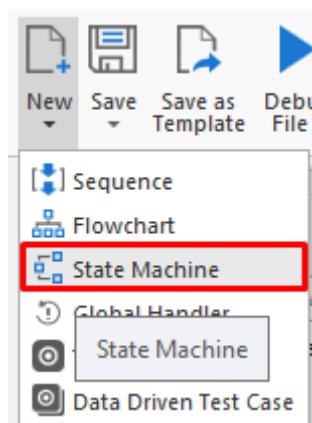 New
Save
Save as
Template
Debu
File
Sequence
Flowchart
State Machine
Global Handler
State Machine
Data Driven Test Case